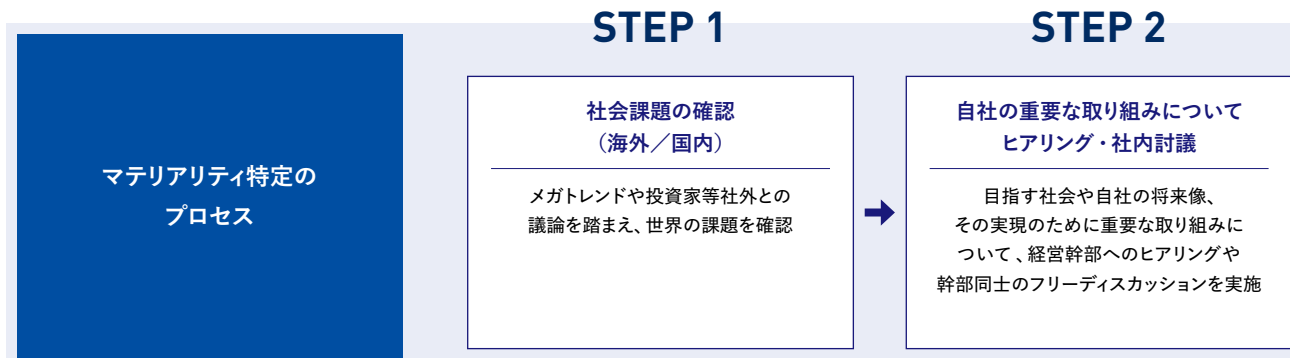 マテリアリティ特定の
プロセス
STEP 1
社会課題の確認
（海外／国内）
メガトレンドや投資家等社外との
議論を踏まえ、世界の課題を確認
STEP 2
自社の重要な取り組みについて
ヒアリング・社内討議
目指す社会や自社の将来像、
その実現のために重要な取り組みに
ついて、経営幹部へのヒアリングや
幹部同士のフリーディスカッションを実施